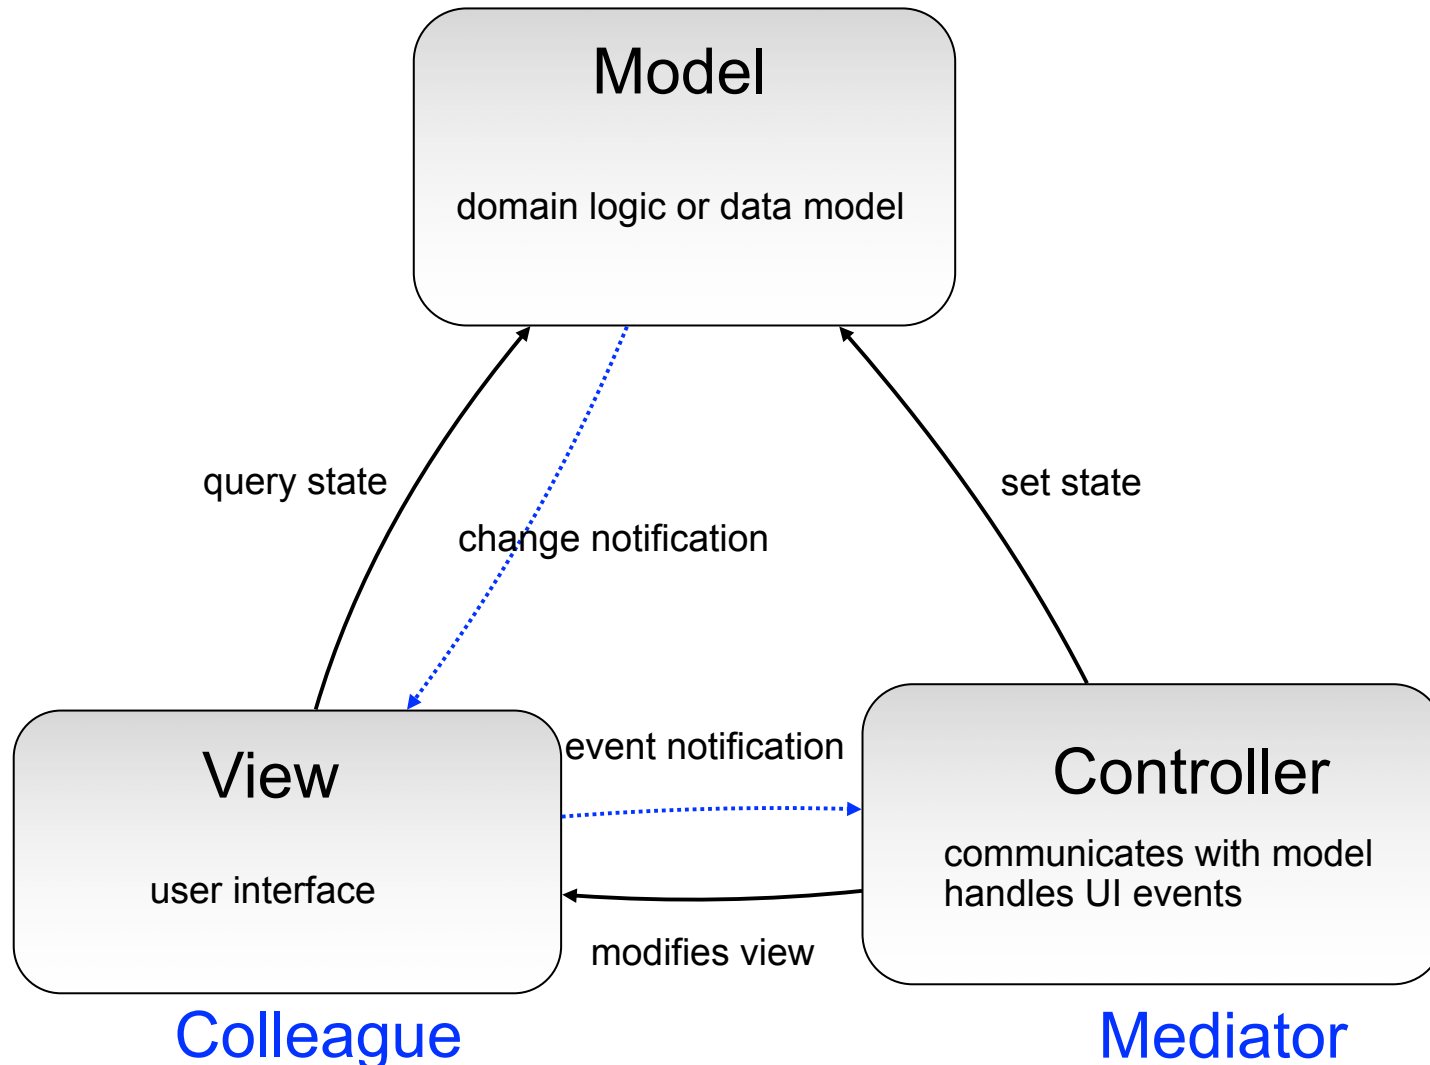 Model
domain logic or data model
query state
set state
change notification
event notification
View
user interface
Controller
communicates with model
handles UI events
modifies view
Colleague
Mediator